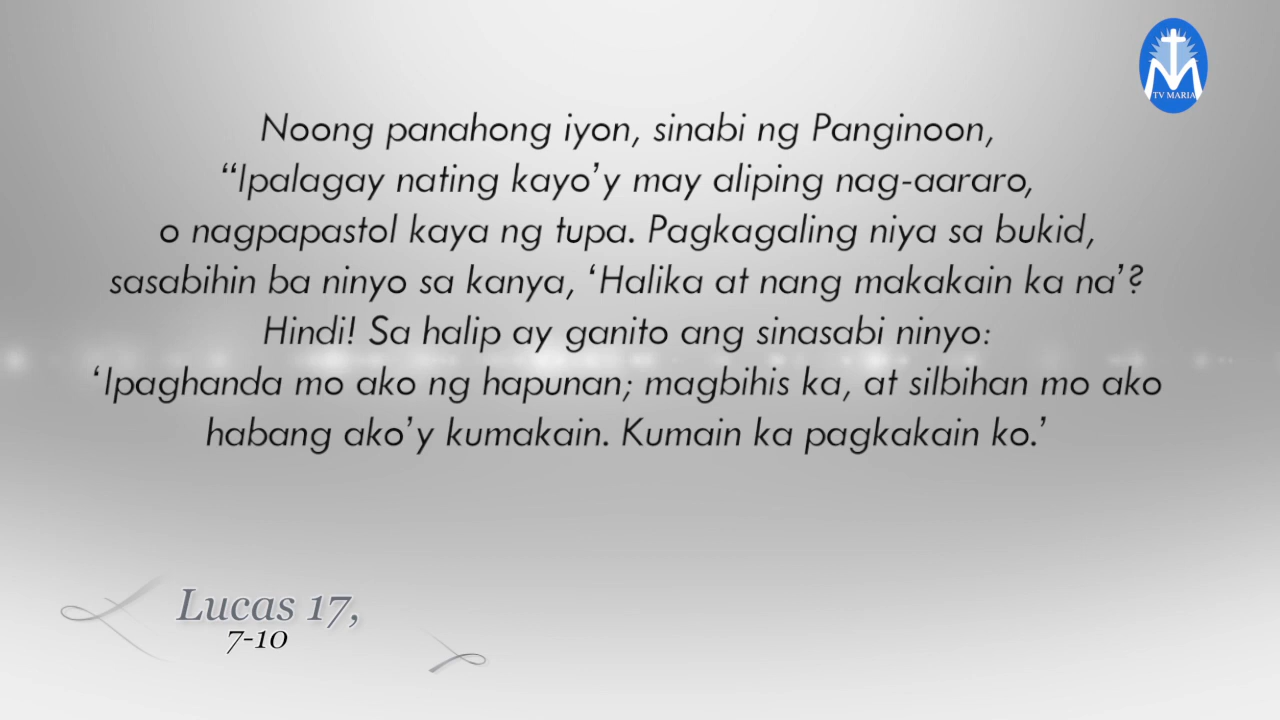 TV MARIA
Noong panahong iyon, sinabi ng Panginoon,
“Ipalagay nating kayo’y may aliping nag-aararo,
o nagpapastol kaya ng tupa. Pagkagaling niya sa bukid,
sasabihin ba ninyo sa kanya, ‘Halika at nang makakain ka na’?
Hindi! Sa halip ay ganito ang sinasabi ninyo:
‘Ipaghanda mo ako ng hapunan; magbihis ka, at silbihan mo ako
habang ako’y kumakain. Kumain ka pagkakain ko.’
Lucas 17,
7-10